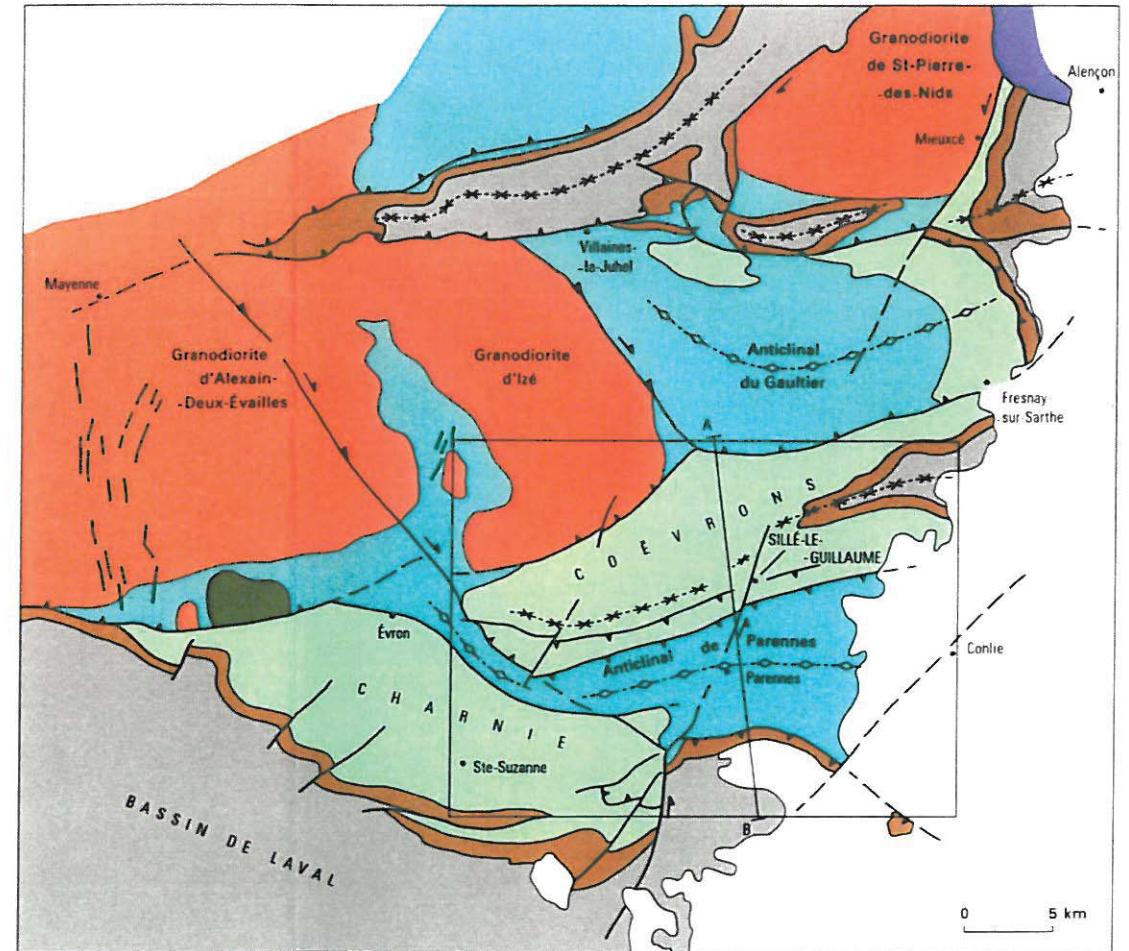 Granodiorite
de St-Pierre-
-des-Nids
Alençon
Mieuxcé
Villaines-
-la-Juhel
Mayenne
Granodiorite
d'Alexain-
-Deux-Évailles
Granodiorite
d'Izé
Anticlinal
du Gaultier
Fresnay
-sur-Sarthe
A
COËVRONS
SILLÉ-LE-
-GUILLAUME
Évron
Anticlinal de Parennes
Parennes
Conlie
CHARNIE
Ste-Suzanne
BASSIN DE LAVAL
B
0 5 km